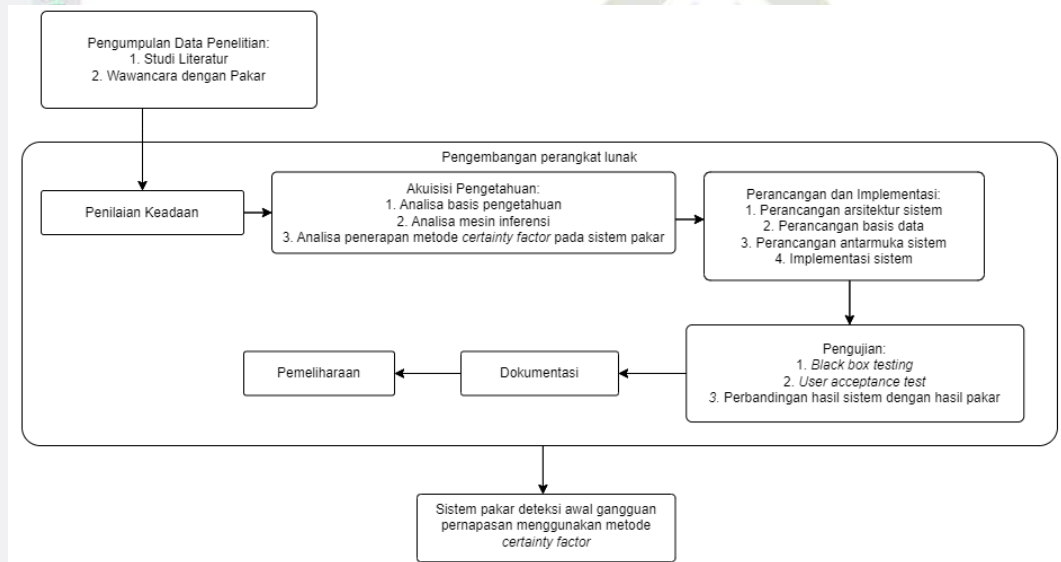 Pengumpulan Data Penelitian:
1. Studi Literatur
2. Wawancara dengan Pakar
Pengembangan perangkat lunak
Penilaian Keadaan
Akuisisi Pengetahuan:
1. Analisa basis pengetahuan
2. Analisa mesin inferensi
3. Analisa penerapan metode certainty factor pada sistem pakar
Perancangan dan Implementasi:
1. Perancangan arsitektur sistem
2. Perancangan basis data
3. Perancangan antarmuka sistem
4. Implementasi sistem
Pengujian:
1. Black box testing
2. User acceptance test
3. Perbandingan hasil sistem dengan hasil pakar
Dokumentasi
Pemeliharaan
Sistem pakar deteksi awal gangguan
pernapasan menggunakan metode
certainty factor